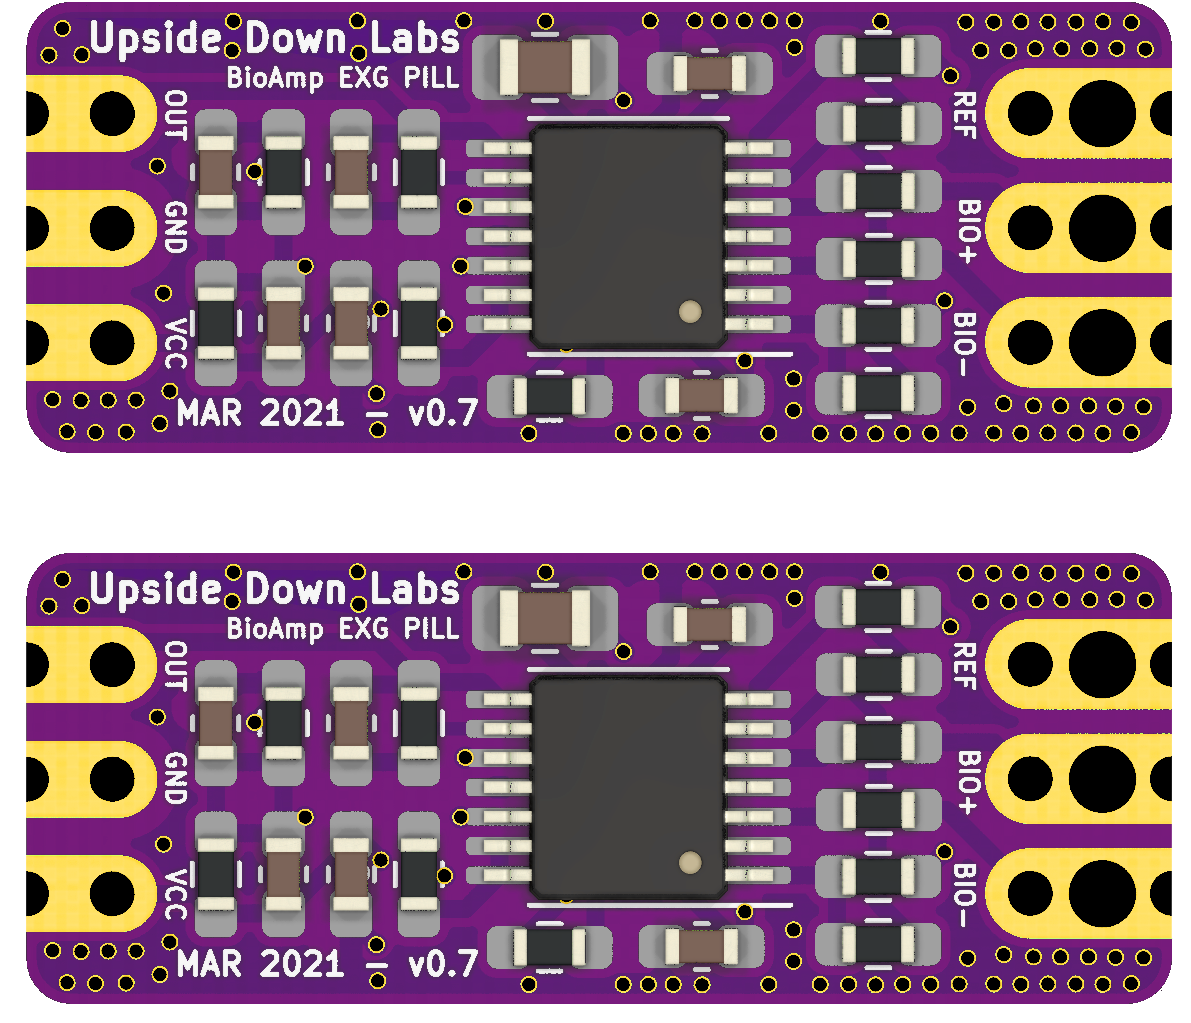 Upside Down Labs
BioAmp EXG PILL
OUT
GND
VCC
REF
BIO+
BIO-
MAR 2021 - v0.7
Upside Down Labs
BioAmp EXG PILL
OUT
GND
VCC
REF
BIO+
BIO-
MAR 2021 - v0.7